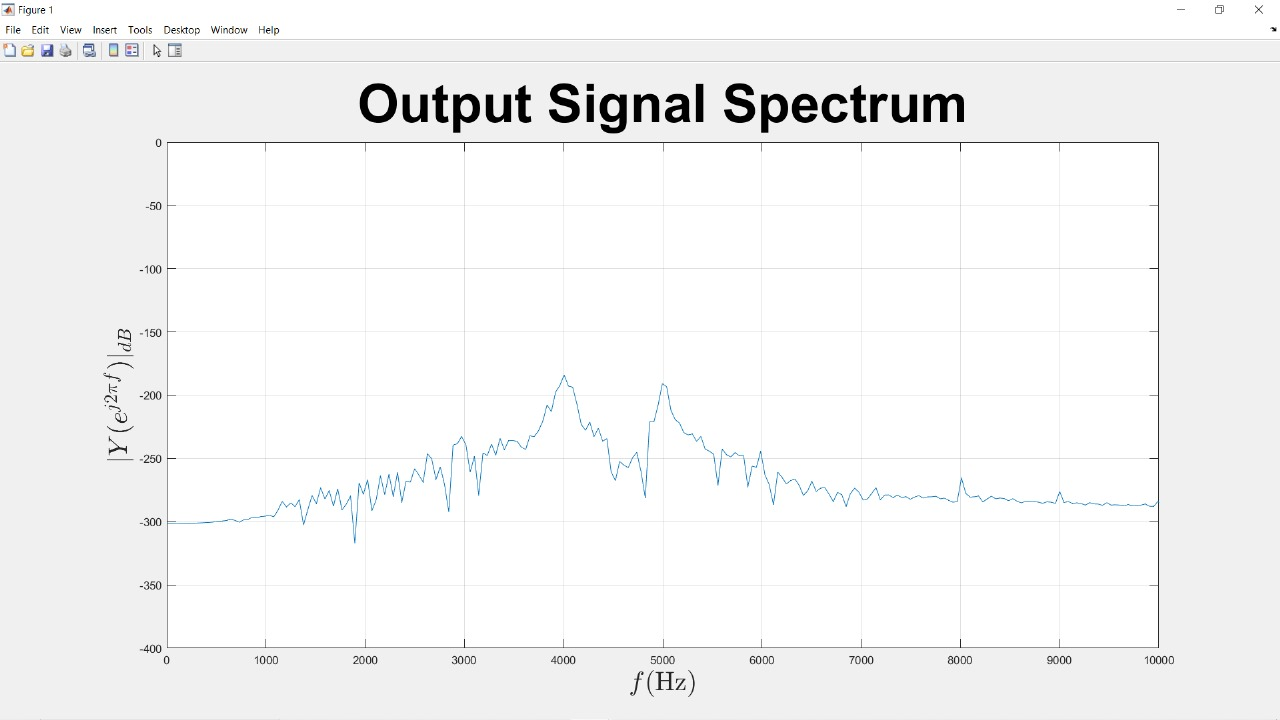 Figure 1
File Edit View Insert Tools Desktop Window Help
Output Signal Spectrum
0
-50
-100
-150
-200
-250
-300
-350
-400
|Y(e^{j2πf})|_{dB}
0 1000 2000 3000 4000 5000 6000 7000 8000 9000 10000
f(Hz)